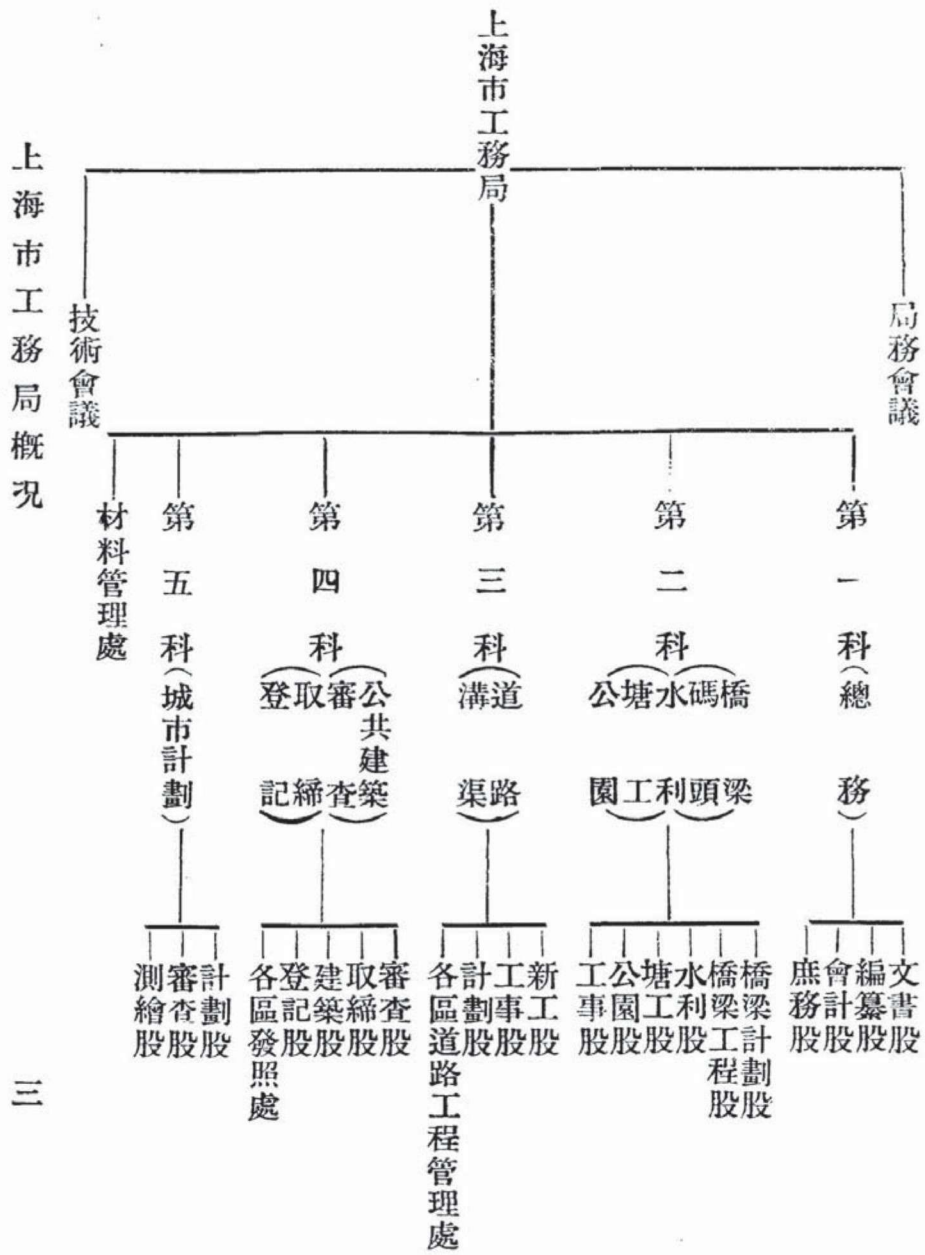 上海市工務局
局務會議
技術會議
第一科（總務）
文書股
編纂股
會計股
庶務股
第二科（橋梁碼頭水利塘工公園）
橋梁計劃股
橋梁工程股
水利股
塘工股
公園股
工事股
第三科（道路溝渠）
新工股
工事股
計劃股
各區道路工程管理處
第四科（公共建築審查取締登記）
審查股
取締股
建築股
登記股
各區發照處
第五科（城市計劃）
計劃股
審查股
測繪股
材料管理處
上海市工務局概況
三